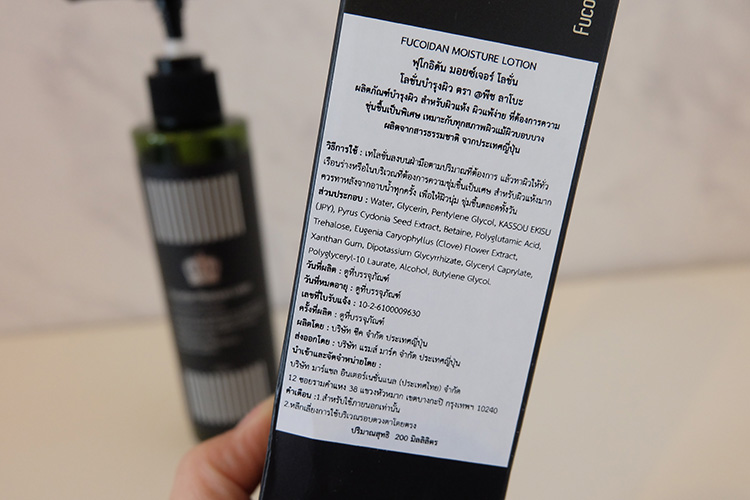 Fuco
FUCOIDAN MOISTURE LOTION
ฟุโกอิดัน มอยซ์เจอร์ โลชั่น
โลชั่นบำรุงผิว ตรา @พีช ลาโบะ
ผลิตภัณฑ์บำรุงผิว สำหรับผิวแห้ง ผิวแพ้ง่าย ที่ต้องการความ
ชุ่มชื้นเป็นพิเศษ เหมาะกับทุกสภาพผิวแม้ผิวบอบบาง
ผลิตจากสารธรรมชาติ จากประเทศญี่ปุ่น
วิธีการใช้ : เทโลชั่นลงบนฝ่ามือตามปริมาณที่ต้องการ แล้วทาผิวให้ทั่ว
เรือนร่างหรือในบริเวณที่ต้องการความชุ่มชื้นเป็นพิเศษ สำหรับผิวแห้งมาก
ควรทาหลังจากอาบน้ำทุกครั้ง เพื่อให้ผิวนุ่ม ชุ่มชื้นตลอดทั้งวัน
ส่วนประกอบ : Water, Glycerin, Pentylene Glycol, KASSOU EKISU
(JPY), Pyrus Cydonia Seed Extract, Betaine, Polyglutamic Acid,
Trehalose, Eugenia Caryophyllus (Clove) Flower Extract,
Xanthan Gum, Dipotassium Glycyrrhizate, Glyceryl Caprylate,
Polyglyceryl-10 Laurate, Alcohol, Butylene Glycol.
วันที่ผลิต : ดูที่บรรจุภัณฑ์
วันที่หมดอายุ : ดูที่บรรจุภัณฑ์
เลขที่ใบรับแจ้ง : 10-2-6100009630
ครั้งที่ผลิต : ดูที่บรรจุภัณฑ์
ผลิตโดย : บริษัท ซีค จำกัด ประเทศญี่ปุ่น
ส่งออกโดย : บริษัท แรมส์ มาร์ค จำกัด ประเทศญี่ปุ่น
นำเข้าและจัดจำหน่ายโดย :
บริษัท มาร์แชล อินเตอร์เนชั่นแนล (ประเทศไทย) จำกัด
12 ซอยรามคำแหง 38 แขวงหัวหมาก เขตบางกะปิ กรุงเทพฯ 10240
คำเตือน :1.สำหรับใช้ภายนอกเท่านั้น
2.หลีกเลี่ยงการใช้บริเวณรอบดวงตาโดยตรง
ปริมาณสุทธิ 200 มิลลิลิตร